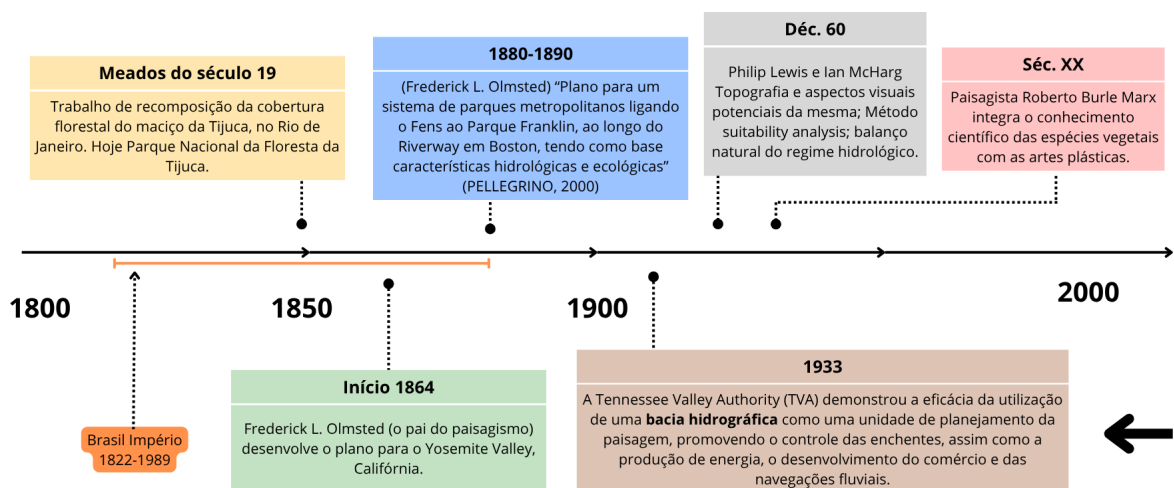 Meados do século 19
Trabalho de recomposição da cobertura
florestal do maciço da Tijuca, no Rio de
Janeiro. Hoje Parque Nacional da Floresta da
Tijuca.
1880-1890
(Frederick L. Olmsted) “Plano para um
sistema de parques metropolitanos ligando
o Fens ao Parque Franklin, ao longo do
Riverway em Boston, tendo como base
características hidrológicas e ecológicas”
(PELLEGRINO, 2000)
Déc. 60
Philip Lewis e Ian McHarg
Topografia e aspectos visuais
potenciais da mesma; Método
suitability analysis; balanço
natural do regime hidrológico.
Séc. XX
Paisagista Roberto Burle Marx
integra o conhecimento
científico das espécies vegetais
com as artes plásticas.
1800
1850
1900
2000
Brasil Império
1822-1989
Início 1864
Frederick L. Olmsted (o pai do paisagismo)
desenvolve o plano para o Yosemite Valley,
Califórnia.
1933
A Tennessee Valley Authority (TVA) demonstrou a eficácia da utilização
de uma bacia hidrográfica como uma unidade de planejamento da
paisagem, promovendo o controle das enchentes, assim como a
produção de energia, o desenvolvimento do comércio e das
navegações fluviais.